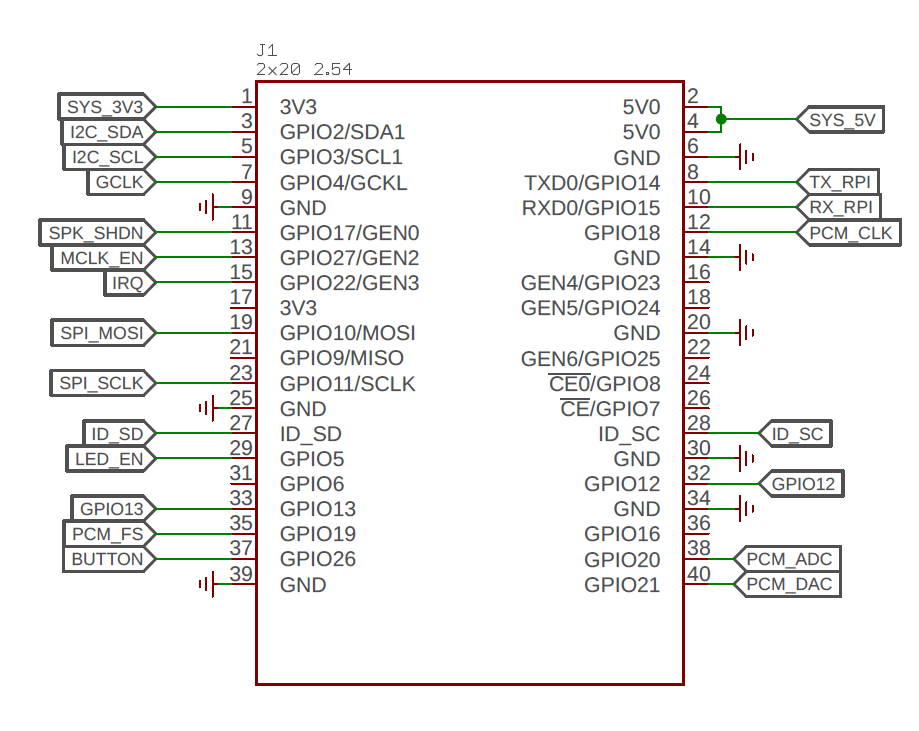 J1
2x20 2.54
SYS_3V3 1 3V3 5V0 2
I2C_SDA 3 GPIO2/SDA1 5V0 4 SYS_5V
I2C_SCL 5 GPIO3/SCL1 GND 6
GCLK 7 GPIO4/GCKL TXD0/GPIO14 8 TX_RPI
9 GND RXD0/GPIO15 10 RX_RPI
SPK_SHDN 11 GPIO17/GEN0 GPIO18 12 PCM_CLK
MCLK_EN 13 GPIO27/GEN2 GND 14
IRQ 15 GPIO22/GEN3 GEN4/GPIO23 16
17 3V3 GEN5/GPIO24 18
SPI_MOSI 19 GPIO10/MOSI GND 20
21 GPIO9/MISO GEN6/GPIO25 22
SPI_SCLK 23 GPIO11/SCLK CE0/GPIO8 24
25 GND CE/GPIO7 26
ID_SD 27 ID_SD ID_SC 28 ID_SC
LED_EN 29 GPIO5 GND 30
31 GPIO6 GPIO12 32 GPIO12
GPIO13 33 GPIO13 GND 34
PCM_FS 35 GPIO19 GPIO16 36
BUTTON 37 GPIO26 GPIO20 38 PCM_ADC
39 GND GPIO21 40 PCM_DAC